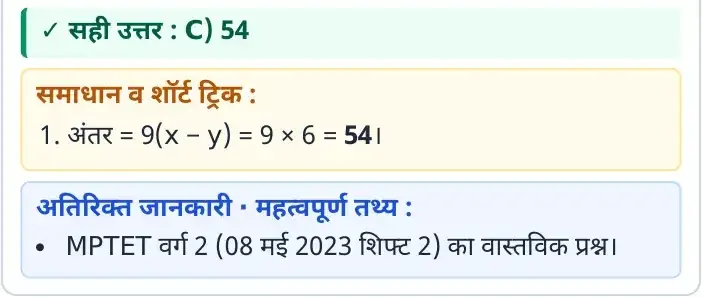 ✓ सही उत्तर : C) 54
समाधान व शॉर्ट ट्रिक :
1. अंतर = 9(x − y) = 9 × 6 = 54।
अतिरिक्त जानकारी · महत्वपूर्ण तथ्य :
• MPTET वर्ग 2 (08 मई 2023 शिफ्ट 2) का वास्तविक प्रश्न।